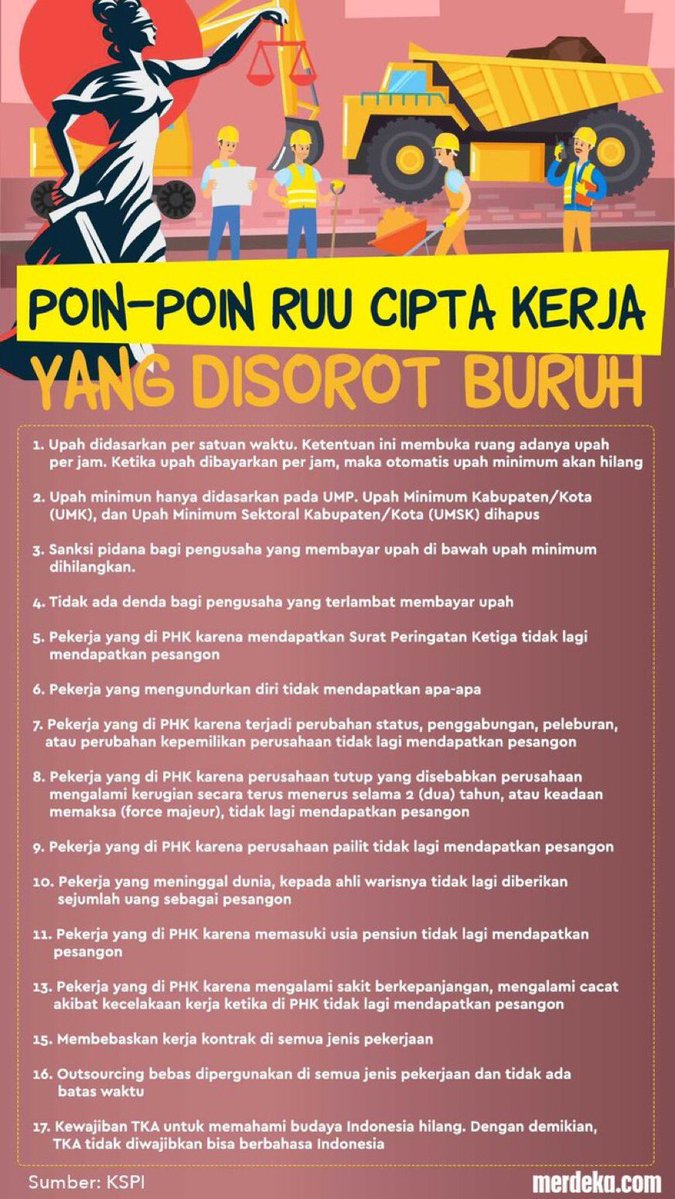 POIN-POIN RUU CIPTA KERJA
YANG DISOROT BURUH
1. Upah didasarkan per satuan waktu. Ketentuan ini membuka ruang adanya upah
per jam. Ketika upah dibayarkan per jam, maka otomatis upah minimum akan hilang
2. Upah minimun hanya didasarkan pada UMP. Upah Minimum Kabupaten/Kota
(UMK), dan Upah Minimum Sektoral Kabupaten/Kota (UMSK) dihapus
3. Sanksi pidana bagi pengusaha yang membayar upah di bawah upah minimum
dihilangkan.
4. Tidak ada denda bagi pengusaha yang terlambat membayar upah
5. Pekerja yang di PHK karena mendapatkan Surat Peringatan Ketiga tidak lagi
mendapatkan pesangon
6. Pekerja yang mengundurkan diri tidak mendapatkan apa-apa
7. Pekerja yang di PHK karena terjadi perubahan status, penggabungan, peleburan,
atau perubahan kepemilikan perusahaan tidak lagi mendapatkan pesangon
8. Pekerja yang di PHK karena perusahaan tutup yang disebabkan perusahaan
mengalami kerugian secara terus menerus selama 2 (dua) tahun, atau keadaan
memaksa (force majeur), tidak lagi mendapatkan pesangon
9. Pekerja yang di PHK karena perusahaan pailit tidak lagi mendapatkan pesangon
10. Pekerja yang meninggal dunia, kepada ahli warisnya tidak lagi diberikan
sejumlah uang sebagai pesangon
11. Pekerja yang di PHK karena memasuki usia pensiun tidak lagi mendapatkan
pesangon
13. Pekerja yang di PHK karena mengalami sakit berkepanjangan, mengalami cacat
akibat kecelakaan kerja ketika di PHK tidak lagi mendapatkan pesangon
15. Membebaskan kerja kontrak di semua jenis pekerjaan
16. Outsourcing bebas dipergunakan di semua jenis pekerjaan dan tidak ada
batas waktu
17. Kewajiban TKA untuk memahami budaya Indonesia hilang. Dengan demikian,
TKA tidak diwajibkan bisa berbahasa Indonesia
Sumber: KSPI
merdeka.com